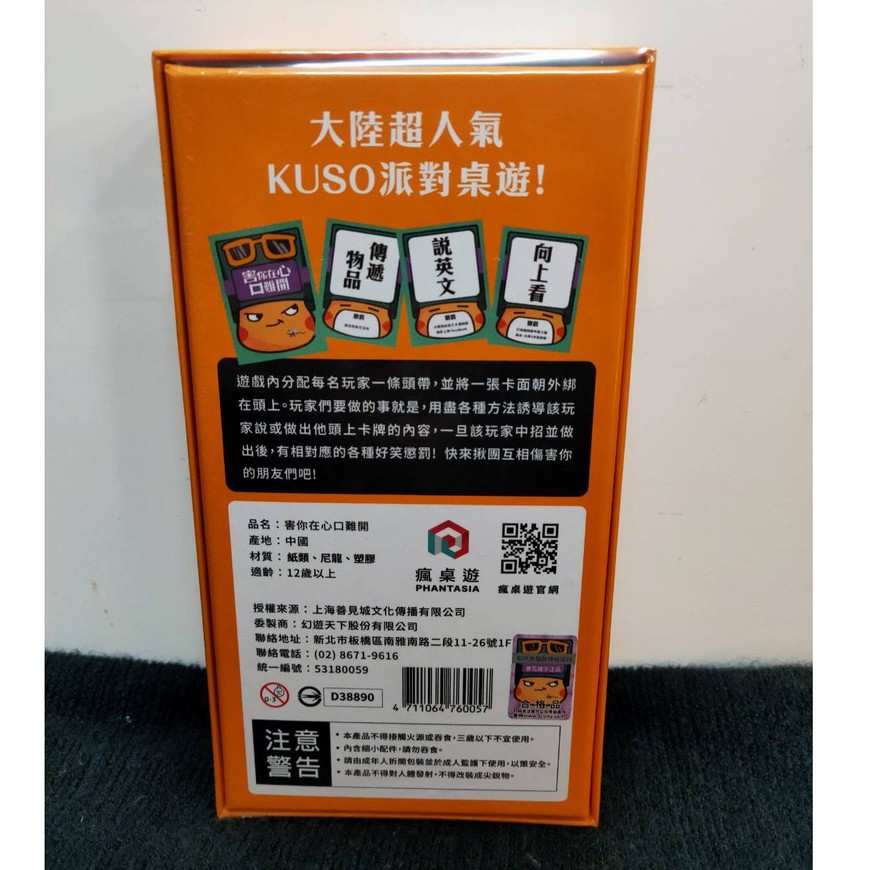 大陸超人氣
KUSO派對桌遊!
害你在心
口難開
傳遞
物品
懲罰
説英文
懲罰
向上看
懲罰
遊戲內分配每名玩家一條頭帶,並將一張卡面朝外綁
在頭上。玩家們要做的事就是,用盡各種方法誘導該玩
家說或做出他頭上卡牌的內容,一旦該玩家中招並做
出後,有相對應的各種好笑懲罰!快來揪團互相傷害你
的朋友們吧!
品名:害你在心口難開
產地:中國
材質:紙類、尼龍、塑膠
適齡:12歲以上
瘋桌遊
PHANTASIA
瘋桌遊官網
授權來源:上海善見城文化傳播有限公司
委製商:幻遊天下股份有限公司
聯絡地址:新北市板橋區南雅南路二段11-26號1F
聯絡電話:(02) 8671-9616
統一編號:53180059
0-3
D38890
4 711064 760057
合格品
注意
警告
・本產品不得接觸火源或吞食,三歲以下不宜使用。
・內含細小配件,請勿吞食。
・請由成年人拆開包裝並於成人監護下使用,以策安全。
・本產品不得對人體發射,不得改裝成尖銳物。